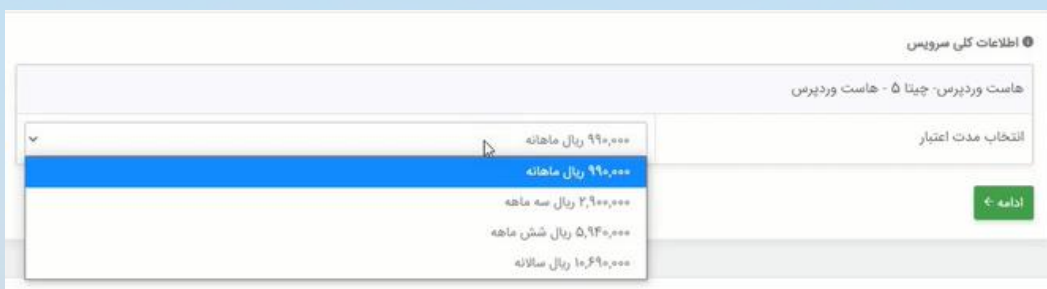 اطلاعات کلی سرویس
هاست وردپرس- چیتا ۵ - هاست وردپرس
انتخاب مدت اعتبار
۹۹۰,۰۰۰ ریال ماهانه
۹۹۰,۰۰۰ ریال ماهانه
۲,۹۰۰,۰۰۰ ریال سه ماهه
۵,۹۴۰,۰۰۰ ریال شش ماهه
۱۰,۶۹۰,۰۰۰ ریال سالانه
ادامه